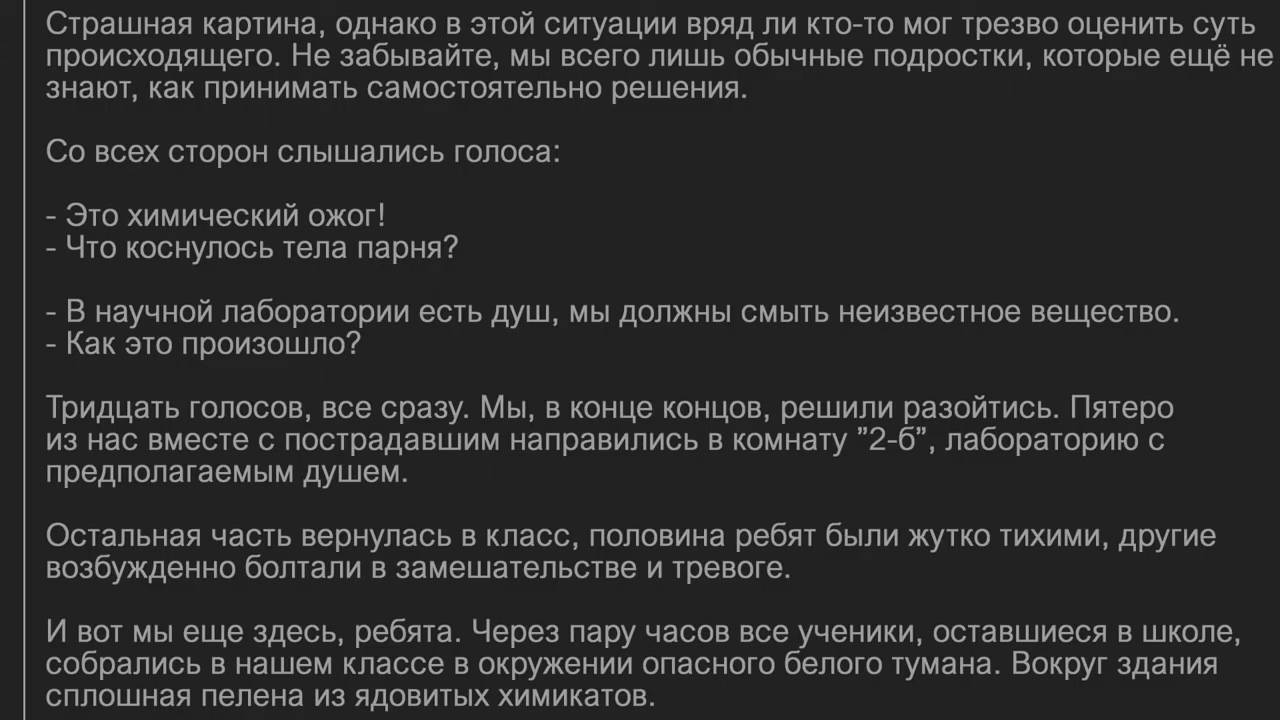 Страшная картина, однако в этой ситуации вряд ли кто-то мог трезво оценить суть
происходящего. Не забывайте, мы всего лишь обычные подростки, которые ещё не
знают, как принимать самостоятельно решения.
Со всех сторон слышались голоса:
- Это химический ожог!
- Что коснулось тела парня?
- В научной лаборатории есть душ, мы должны смыть неизвестное вещество.
- Как это произошло?
Тридцать голосов, все сразу. Мы, в конце концов, решили разойтись. Пятеро
из нас вместе с пострадавшим направились в комнату ”2-б”, лабораторию с
предполагаемым душем.
Остальная часть вернулась в класс, половина ребят были жутко тихими, другие
возбужденно болтали в замешательстве и тревоге.
И вот мы еще здесь, ребята. Через пару часов все ученики, оставшиеся в школе,
собрались в нашем классе в окружении опасного белого тумана. Вокруг здания
сплошная пелена из ядовитых химикатов.